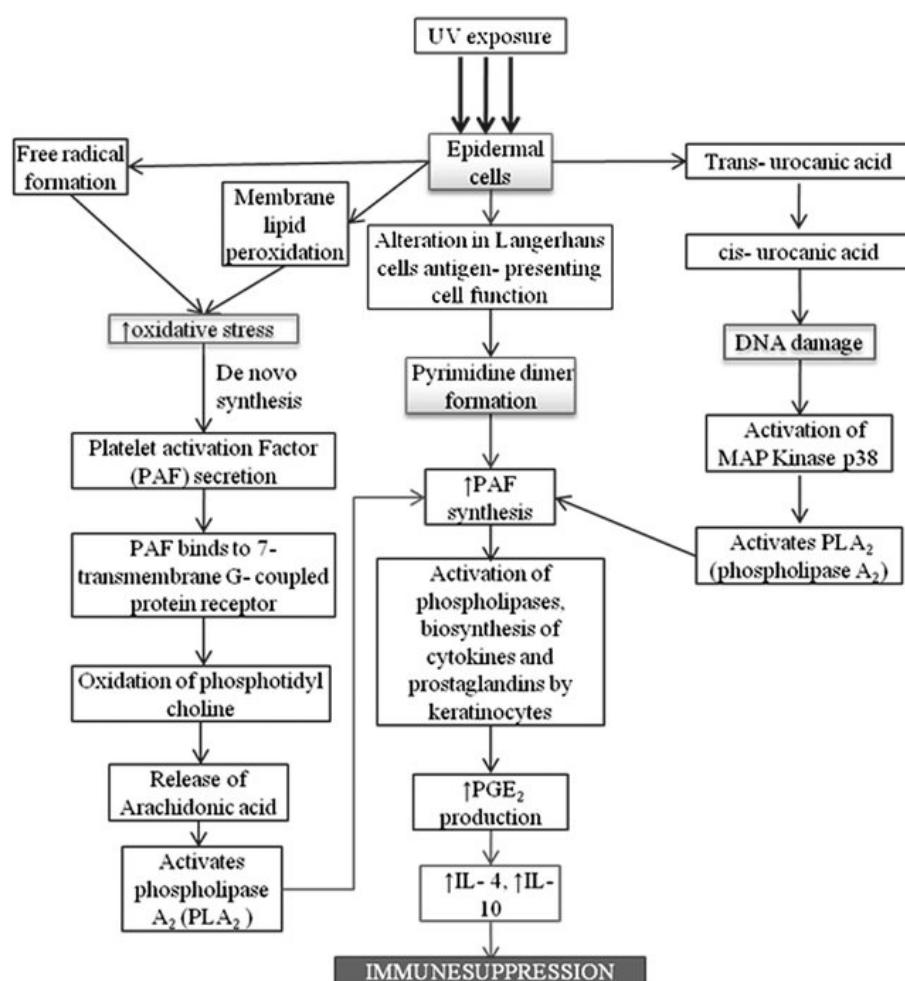 UV exposure
Epidermal
cells
Free radical
formation
Membrane
lipid
peroxidation
↑oxidative stress
De novo
synthesis
Platelet activation Factor
(PAF) secretion
PAF binds to 7-
transmembrane G- coupled
protein receptor
Oxidation of phosphotidyl
choline
Release of
Arachidonic acid
Activates
phospholipase
A₂ (PLA₂ )
Alteration in Langerhans
cells antigen- presenting
cell function
Pyrimidine dimer
formation
↑PAF
synthesis
Activation of
phospholipases,
biosynthesis of
cytokines and
prostaglandins by
keratinocytes
↑PGE₂
production
↑IL- 4, ↑IL-
10
IMMUNESUPPRESSION
Trans- urocanic acid
cis- urocanic acid
DNA damage
Activation of
MAP Kinase p38
Activates PLA₂
(phospholipase A₂)